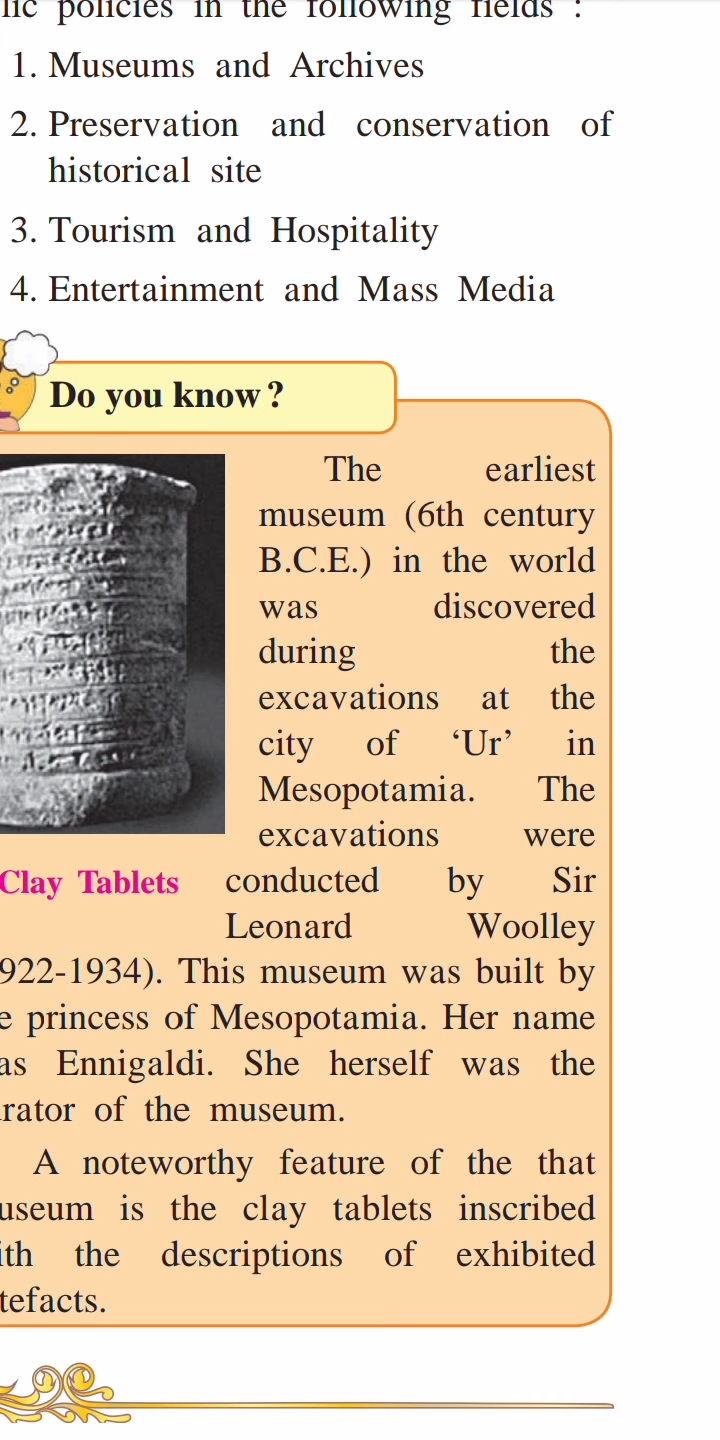 lic policies in the following fields :
1. Museums and Archives
2. Preservation and conservation of
historical site
3. Tourism and Hospitality
4. Entertainment and Mass Media
Do you know ?
The earliest
museum (6th century
B.C.E.) in the world
was discovered
during the
excavations at the
city of ‘Ur’ in
Mesopotamia. The
excavations were
Clay Tablets
conducted by Sir
Leonard Woolley
922-1934). This museum was built by
e princess of Mesopotamia. Her name
as Ennigaldi. She herself was the
rator of the museum.
A noteworthy feature of the that
useum is the clay tablets inscribed
ith the descriptions of exhibited
tefacts.